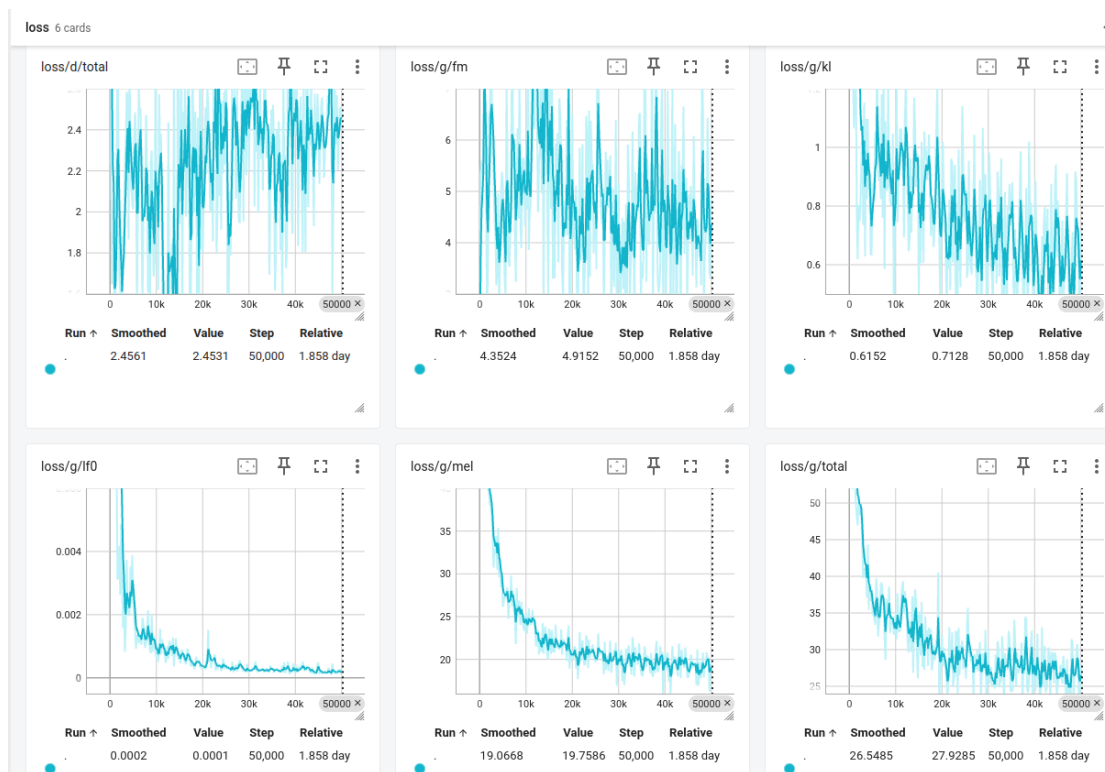 loss 6 cards
loss/d/total
loss/g/fm
loss/g/kl
2.4
2.2
2
1.8
0 10k 20k 30k 40k 50000 ×
7
6
5
4
0 10k 20k 30k 40k 50000 ×
1
0.8
0.6
0 10k 20k 30k 40k 50000 ×
Run ↑ Smoothed Value Step Relative
. 2.4561 2.4531 50,000 1.858 day
Run ↑ Smoothed Value Step Relative
. 4.3524 4.9152 50,000 1.858 day
Run ↑ Smoothed Value Step Relative
. 0.6152 0.7128 50,000 1.858 day
loss/g/lf0
loss/g/mel
loss/g/total
0.004
0.002
0
0 10k 20k 30k 40k 50000 ×
35
30
25
20
0 10k 20k 30k 40k 50000 ×
50
45
40
35
30
25
0 10k 20k 30k 40k 50000 ×
Run ↑ Smoothed Value Step Relative
. 0.0002 0.0001 50,000 1.858 day
Run ↑ Smoothed Value Step Relative
. 19.0668 19.7586 50,000 1.858 day
Run ↑ Smoothed Value Step Relative
. 26.5485 27.9285 50,000 1.858 day